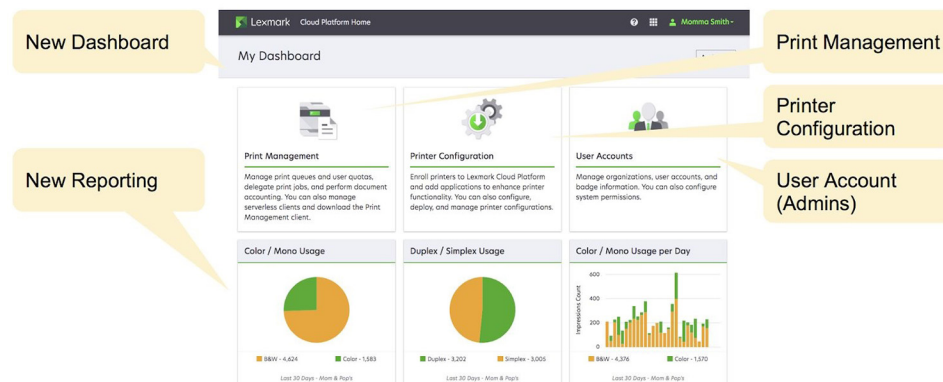 New Dashboard
New Reporting
Lexmark Cloud Platform Home
Momma Smith
My Dashboard
Print Management
Manage print queues and user quotas,
delegate print jobs, and perform document
accounting. You can also manage
serverless clients and download the Print
Management client.
Printer Configuration
Enroll printers to Lexmark Cloud Platform
and add applications to enhance printer
functionality. You can also configure,
deploy, and manage printer configurations.
User Accounts
Manage organizations, user accounts, and
badge information. You can also configure
system permissions.
Color / Mono Usage
B&W - 4,624
Color - 1,583
Last 30 Days - Mom & Pop's
Duplex / Simplex Usage
Duplex - 3,202
Simplex - 3,005
Last 30 Days - Mom & Pop's
Color / Mono Usage per Day
Impressions Count
600
400
200
0
B&W - 4,376
Color - 1,570
Last 30 Days - Mom & Pop's
Print Management
Printer
Configuration
User Account
(Admins)